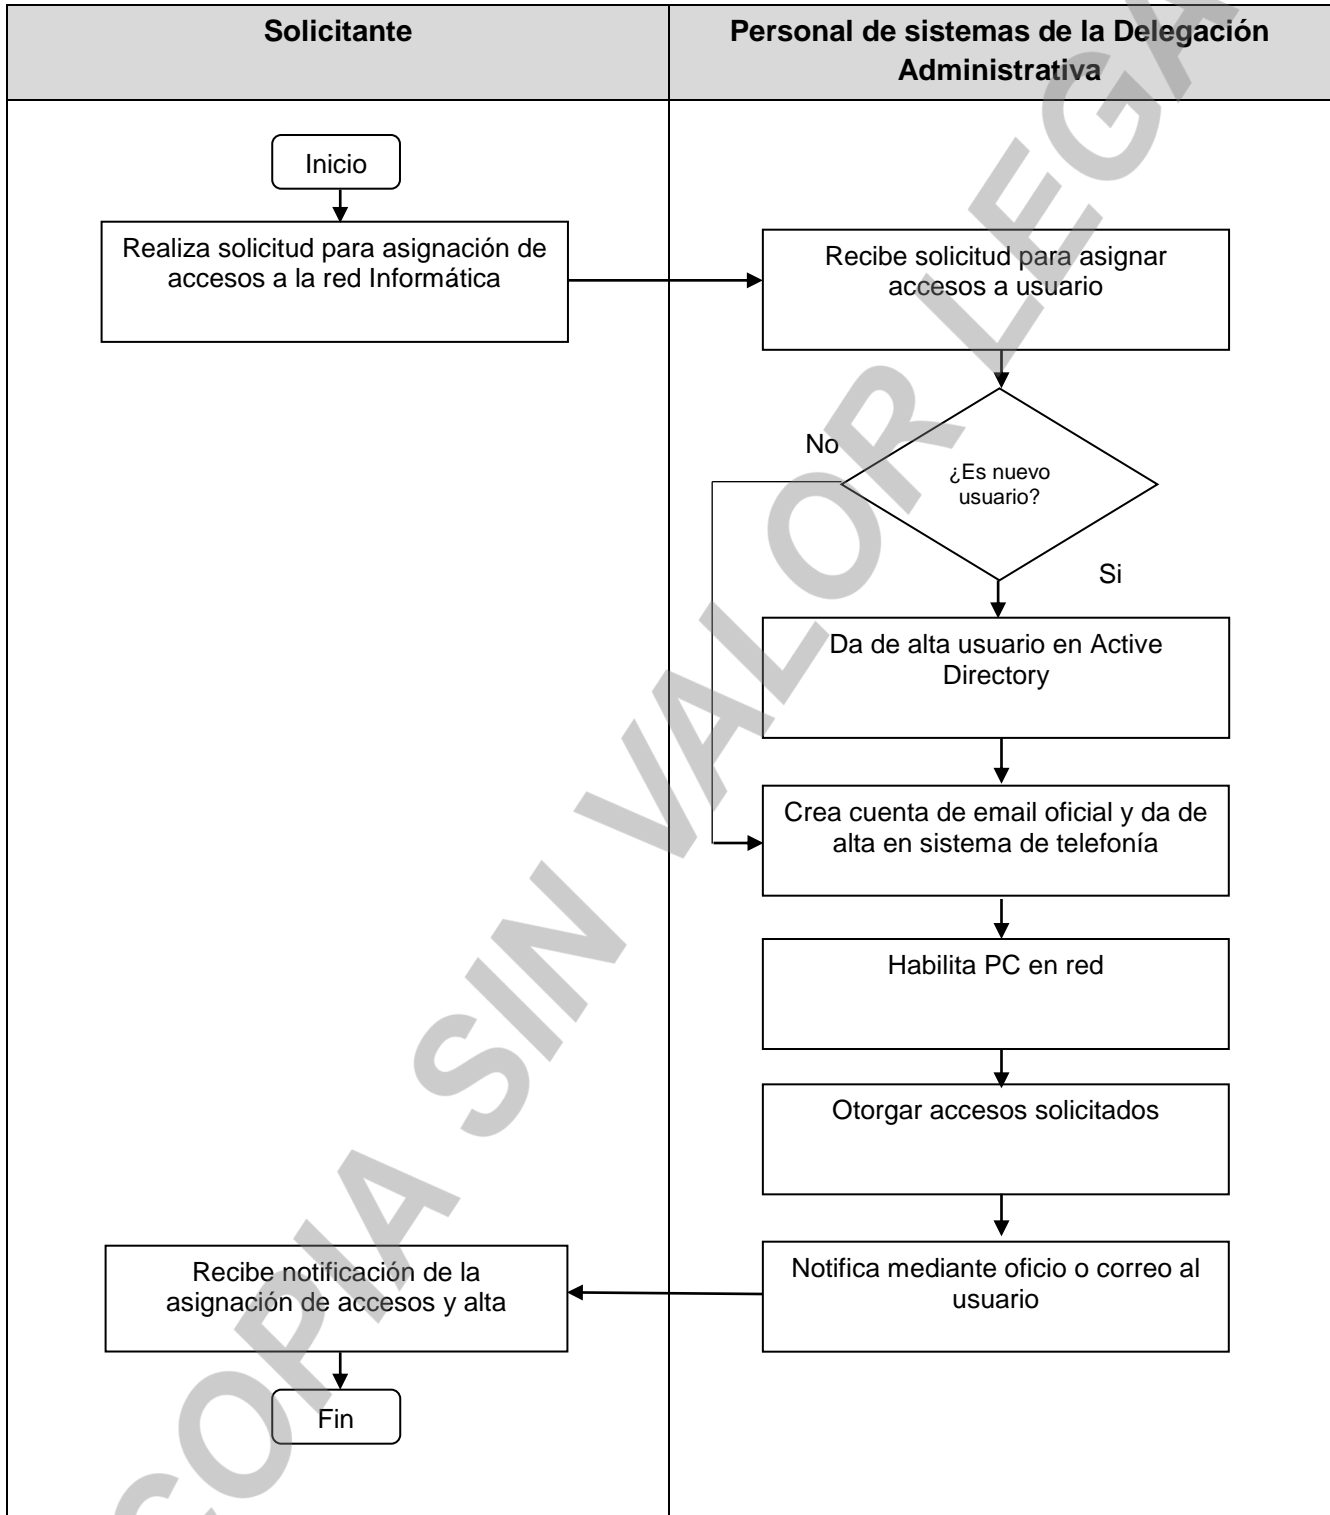 Solicitante
Personal de sistemas de la Delegación
Administrativa
Inicio
Realiza solicitud para asignación de
accesos a la red Informática
Recibe solicitud para asignar
accesos a usuario
No
¿Es nuevo
usuario?
Si
Da de alta usuario en Active
Directory
Crea cuenta de email oficial y da de
alta en sistema de telefonía
Habilita PC en red
Otorgar accesos solicitados
Notifica mediante oficio o correo al
usuario
Recibe notificación de la
asignación de accesos y alta
Fin
COPIA SIN VALOR LEGA